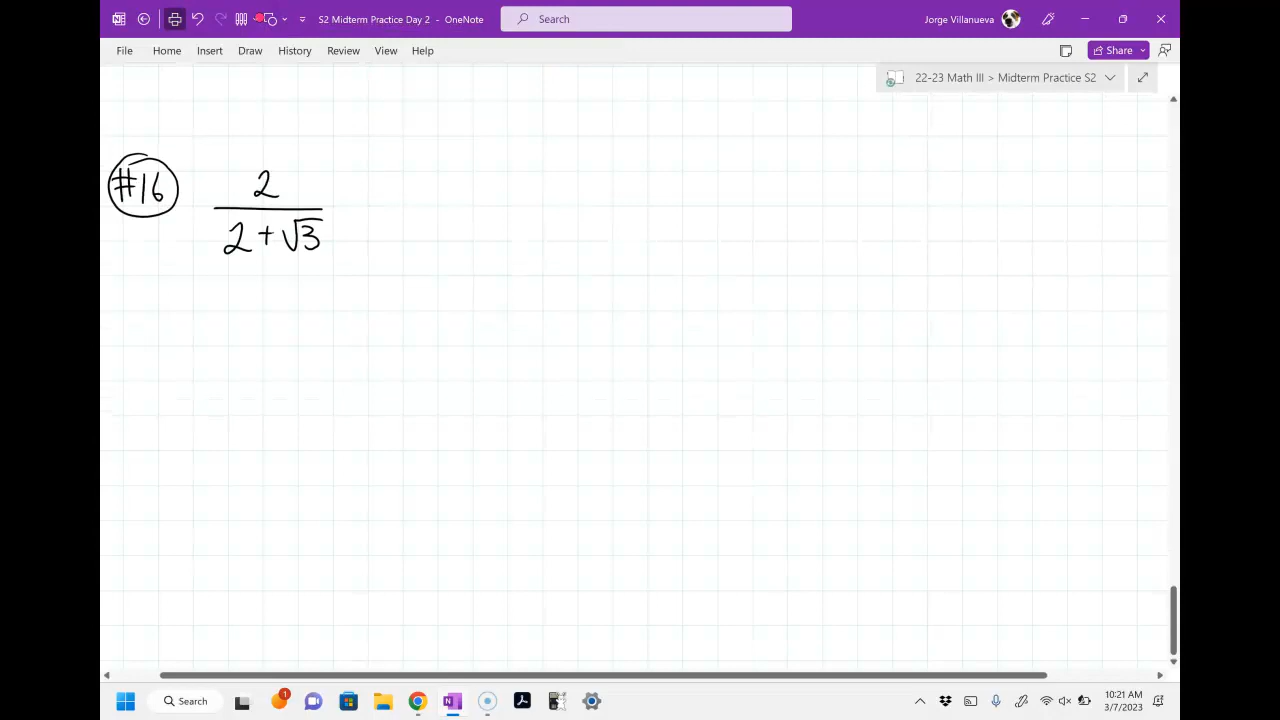 S2 Midterm Practice Day 2 - OneNote
Search
Jorge Villanueva
File Home Insert Draw History Review View Help
Share
22-23 Math III > Midterm Practice S2
#16
2
2 + √3
Search
1
N
10:21 AM
3/7/2023